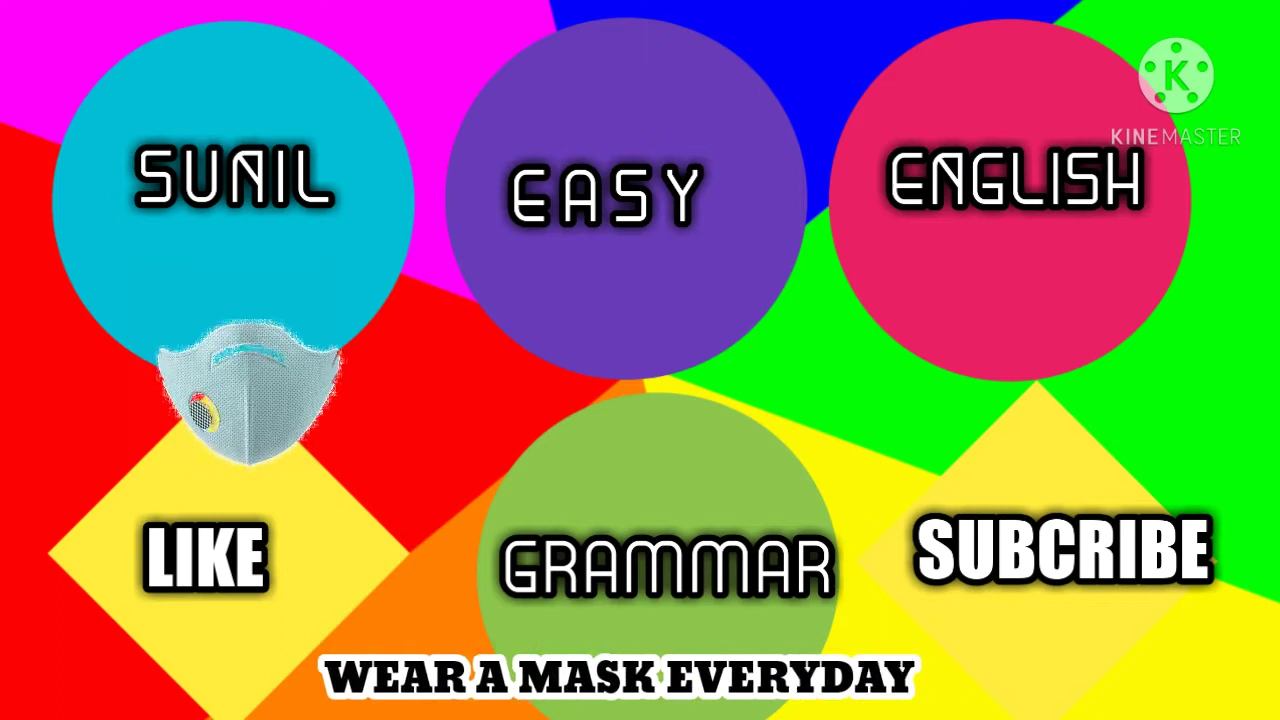 SUNIL
EASY
ENGLISH
K
KINEMASTER
LIKE
GRAMMAR
SUBCRIBE
WEAR A MASK EVERYDAY